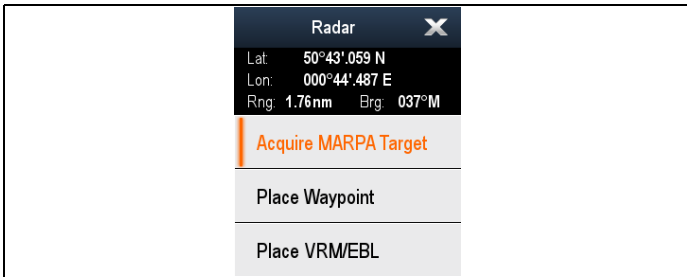 Radar
Lat: 50°43'.059 N
Lon: 000°44'.487 E
Rng: 1.76nm Brg: 037°M
Acquire MARPA Target
Place Waypoint
Place VRM/EBL